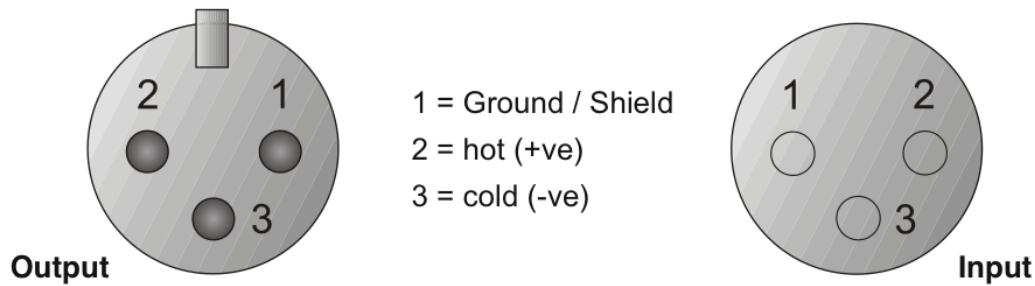 2 1
3
Output
1 = Ground / Shield
2 = hot (+ve)
3 = cold (-ve)
1 2
3
Input